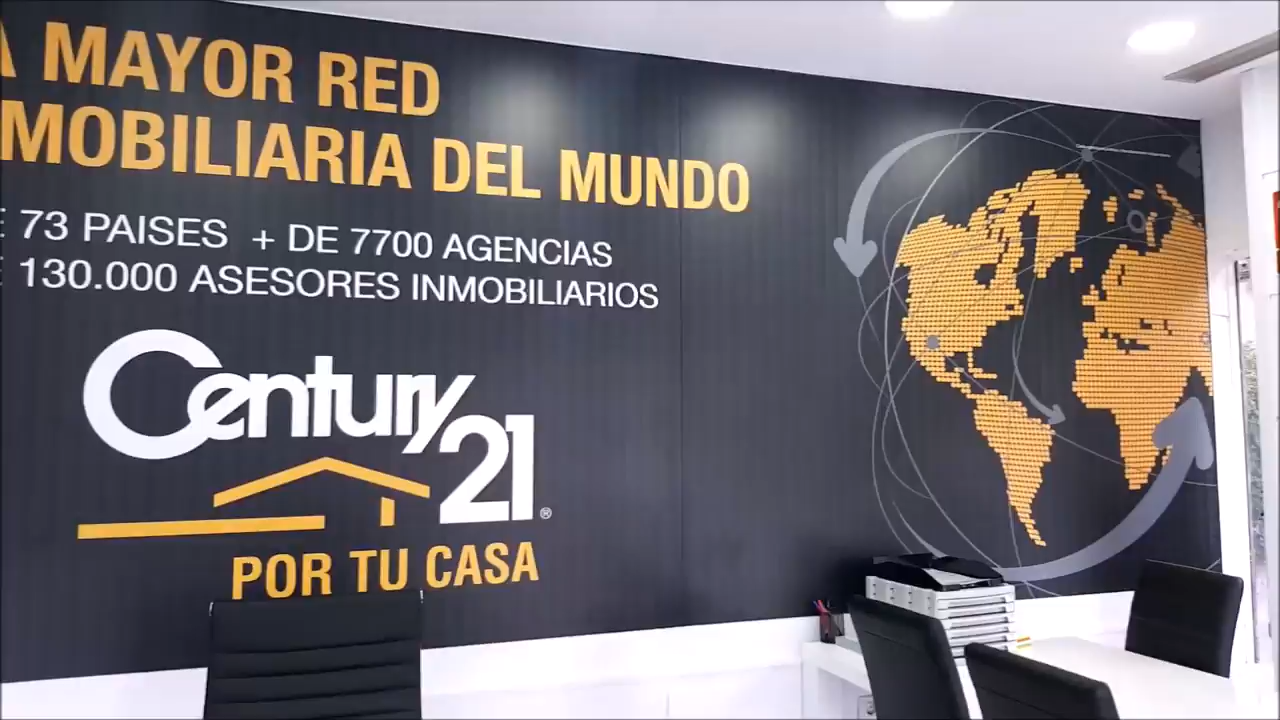 A MAYOR RED
MOBILIARIA DEL MUNDO
E 73 PAISES + DE 7700 AGENCIAS
E 130.000 ASESORES INMOBILIARIOS
Century
21®
POR TU CASA